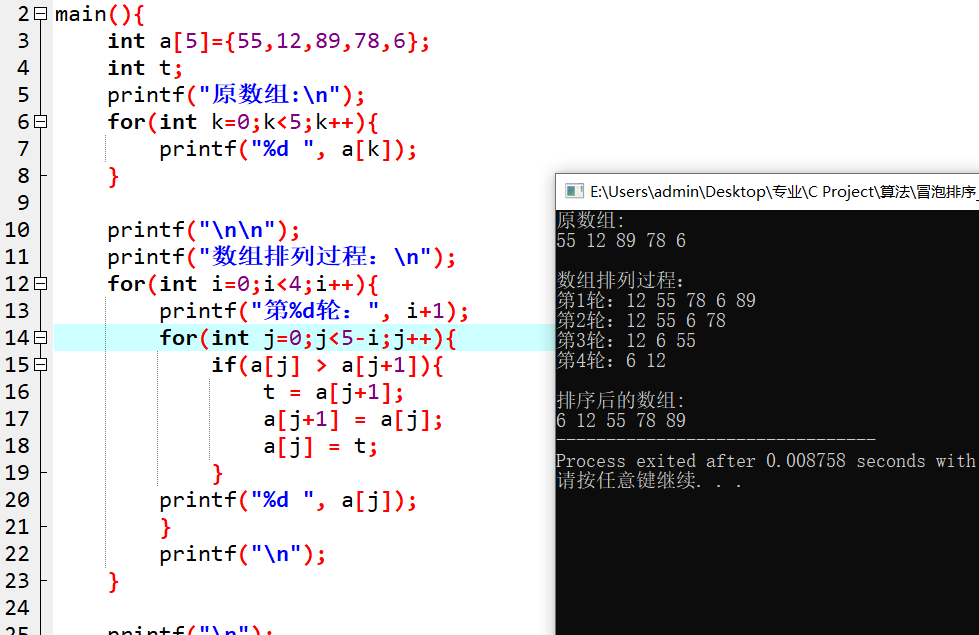 2 main(){
3 int a[5]={55,12,89,78,6};
4 int t;
5 printf("原数组:\n");
6 for(int k=0;k<5;k++){
7 printf("%d ", a[k]);
8 }
9
10 printf("\n\n");
11 printf("数组排列过程：\n");
12 for(int i=0;i<4;i++){
13 printf("第%d轮：", i+1);
14 for(int j=0;j<5-i;j++){
15 if(a[j] > a[j+1]){
16 t = a[j+1];
17 a[j+1] = a[j];
18 a[j] = t;
19 }
20 printf("%d ", a[j]);
21 }
22 printf("\n");
23 }
24
25 printf("\n");
E:\Users\admin\Desktop\专业\C Project\算法\冒泡排序_
原数组:
55 12 89 78 6
数组排列过程：
第1轮：12 55 78 6 89
第2轮：12 55 6 78
第3轮：12 6 55
第4轮：6 12
排序后的数组:
6 12 55 78 89
--------------------------------
Process exited after 0.008758 seconds with
请按任意键继续. . .